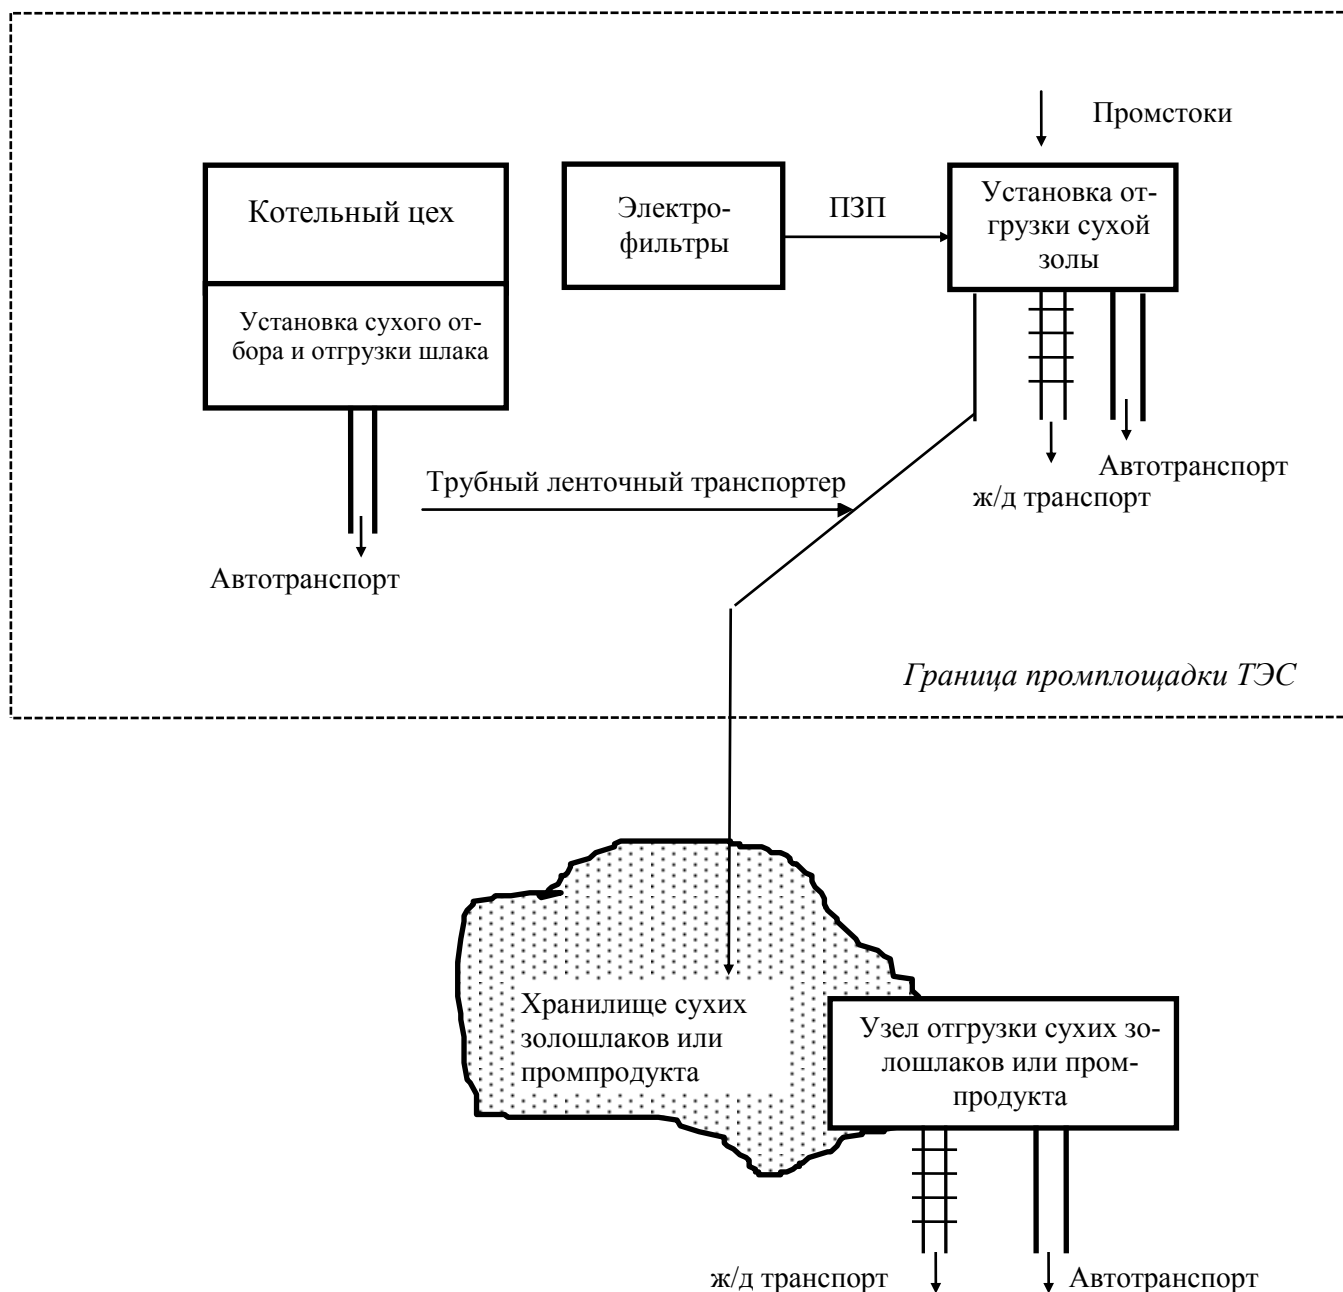 Промстоки
Котельный цех
Установка сухого от-
бора и отгрузки шлака
Электро-
фильтры
ПЗП
Установка от-
грузки сухой
золы
Трубный ленточный транспортер
Автотранспорт
ж/д транспорт
Автотранспорт
Граница промплощадки ТЭС
Хранилище сухих
золошлаков или
промпродукта
Узел отгрузки сухих зо-
лошлаков или пром-
продукта
ж/д транспорт
Автотранспорт